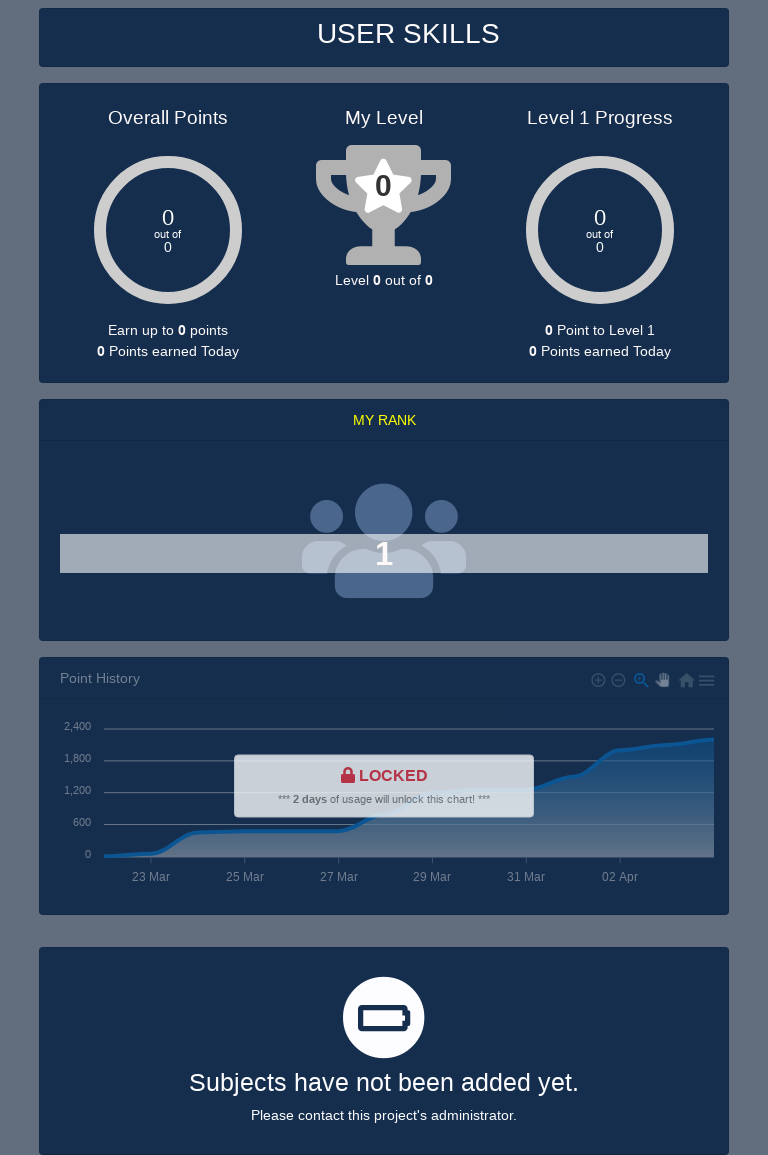 USER SKILLS
Overall Points
0
out of
0
Earn up to 0 points
0 Points earned Today
My Level
0
Level 0 out of 0
Level 1 Progress
0
out of
0
0 Point to Level 1
0 Points earned Today
MY RANK
1
Point History
2,400
1,800
1,200
600
0
LOCKED
*** 2 days of usage will unlock this chart! ***
23 Mar 25 Mar 27 Mar 29 Mar 31 Mar 02 Apr
Subjects have not been added yet.
Please contact this project's administrator.